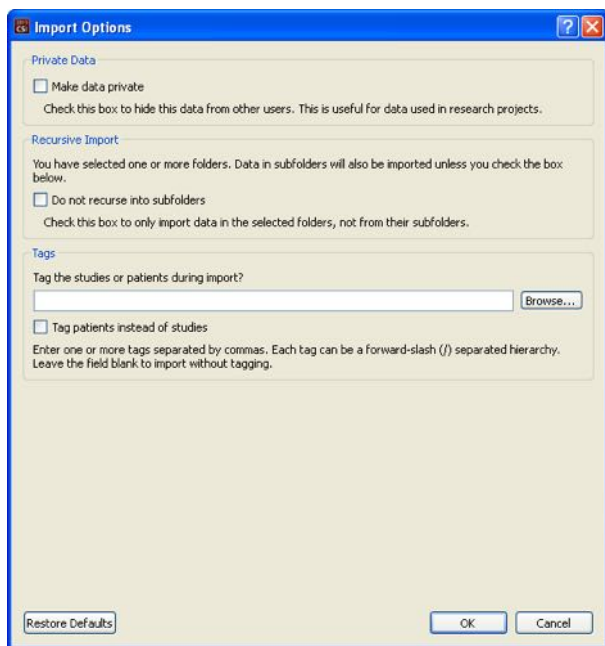 Import Options
Private Data
Make data private
Check this box to hide this data from other users. This is useful for data used in research projects.
Recursive Import
You have selected one or more folders. Data in subfolders will also be imported unless you check the box
below.
Do not recurse into subfolders
Check this box to only import data in the selected folders, not from their subfolders.
Tags
Tag the studies or patients during import?
Browse...
Tag patients instead of studies
Enter one or more tags separated by commas. Each tag can be a forward-slash (/) separated hierarchy.
Leave the field blank to import without tagging.
Restore Defaults
OK
Cancel